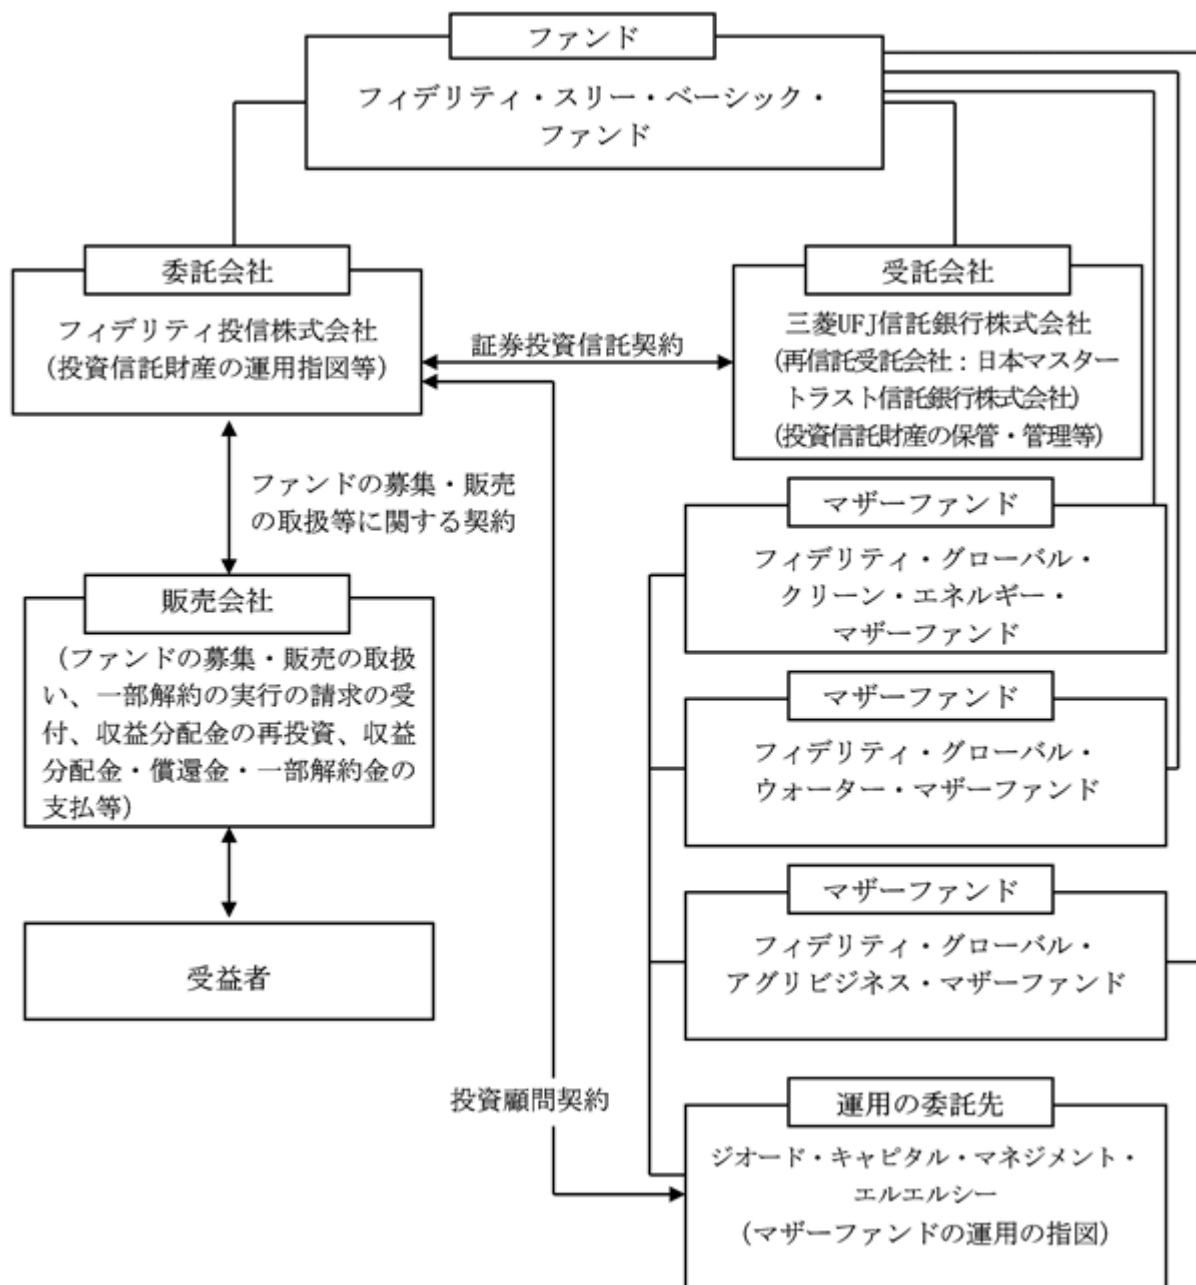 ファンド
フィデリティ・スリー・ベーシック・
ファンド
委託会社
フィデリティ投信株式会社
(投資信託財産の運用指図等)
証券投資信託契約
受託会社
三菱UFJ信託銀行株式会社
(再信託受託会社：日本マスター
トラスト信託銀行株式会社)
(投資信託財産の保管・管理等)
ファンドの募集・販売
の取扱等に関する契約
販売会社
(ファンドの募集・販売の取扱
い、一部解約の実行の請求の受
付、収益分配金の再投資、収益
分配金・償還金・一部解約金の
支払等)
受益者
マザーファンド
フィデリティ・グローバル・
クリーン・エネルギー・
マザーファンド
マザーファンド
フィデリティ・グローバル・
ウォーター・マザーファンド
マザーファンド
フィデリティ・グローバル・
アグリビジネス・マザーファンド
投資顧問契約
運用の委託先
ジオード・キャピタル・マネジメント・
エルエルシー
(マザーファンドの運用の指図)